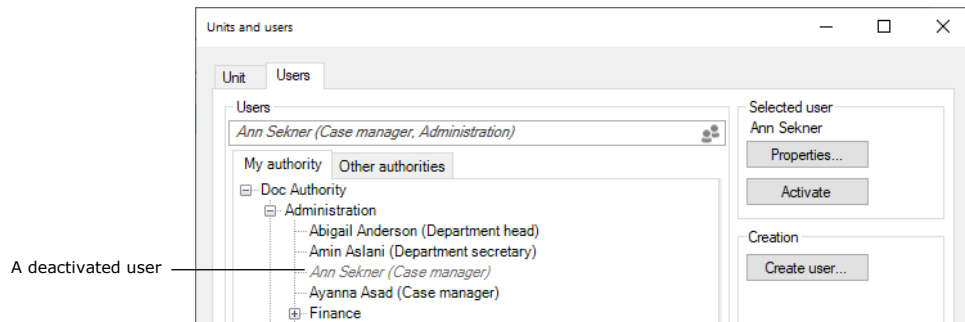 Units and users
Unit
Users
Users
Ann Sekner (Case manager, Administration)
My authority
Other authorities
Doc Authority
Administration
Abigail Anderson (Department head)
Amin Aslani (Department secretary)
Ann Sekner (Case manager)
Ayanna Asad (Case manager)
Finance
Selected user
Ann Sekner
Properties...
Activate
Creation
Create user...
A deactivated user